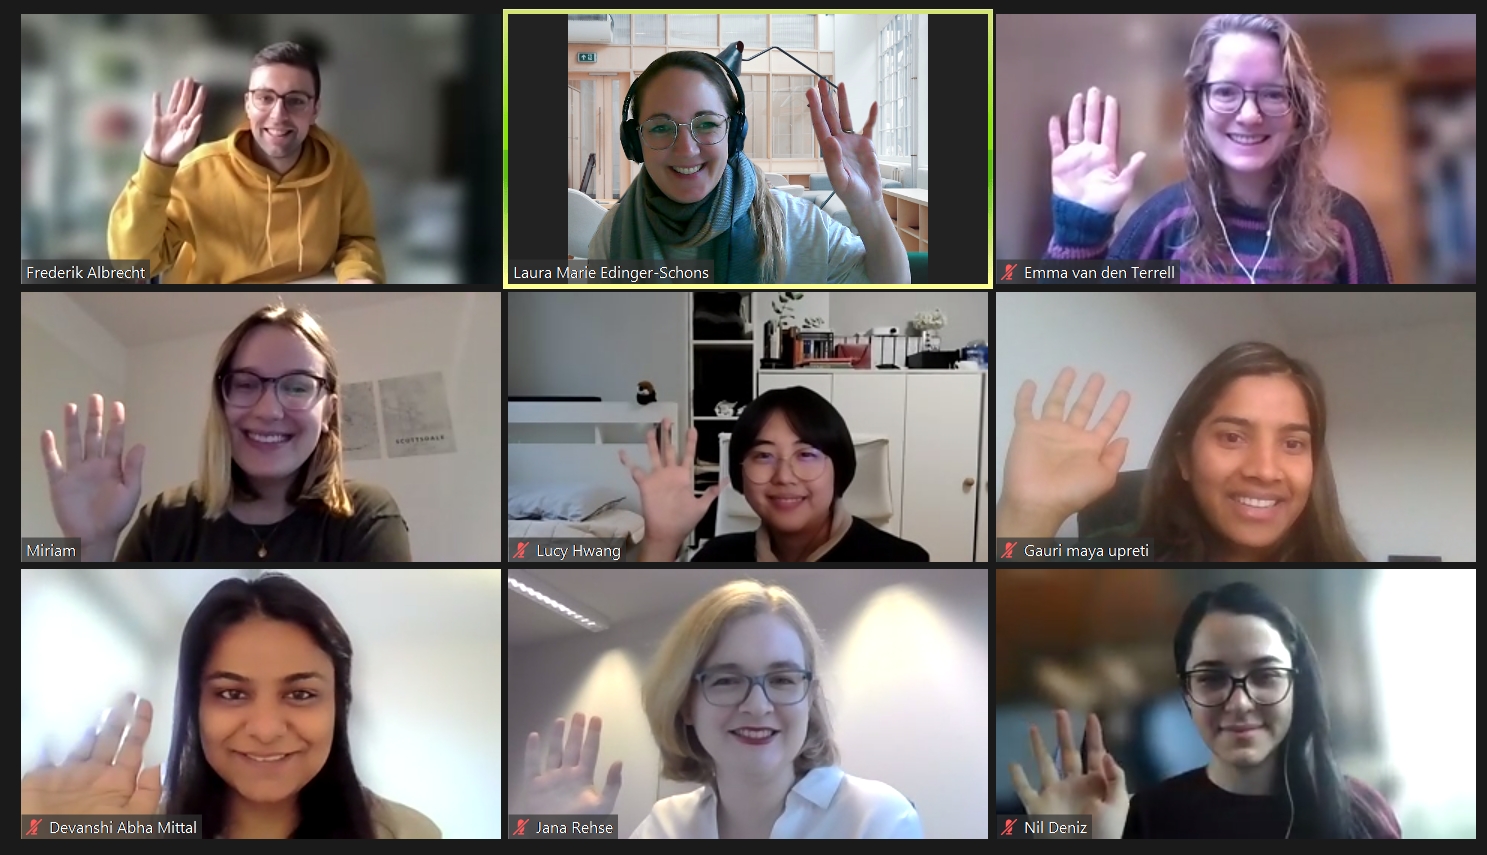 Frederik Albrecht
Laura Marie Edinger-Schons
Emma van den Terrell
SCOTTSDALE
Miriam
Lucy Hwang
Gauri maya upreti
Devanshi Abha Mittal
Jana Rehse
Nil Deniz